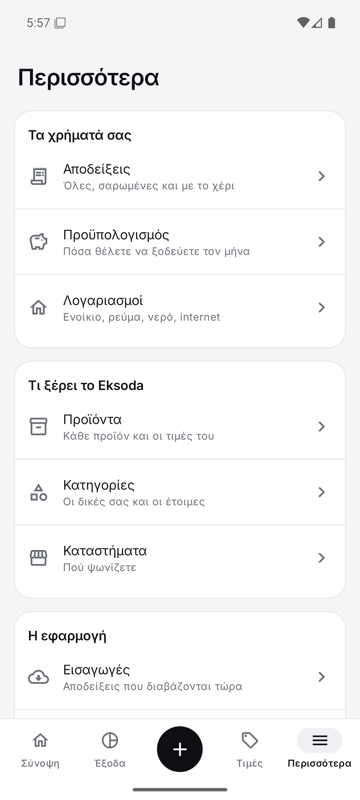 5:57
Περισσότερα
Τα χρήματά σας
Αποδείξεις
Όλες, σαρωμένες και με το χέρι
Προϋπολογισμός
Πόσα θέλετε να ξοδεύετε τον μήνα
Λογαριασμοί
Ενοίκιο, ρεύμα, νερό, internet
Τι ξέρει το Eksoda
Προϊόντα
Κάθε προϊόν και οι τιμές του
Κατηγορίες
Οι δικές σας και οι έτοιμες
Καταστήματα
Πού ψωνίζετε
Η εφαρμογή
Εισαγωγές
Αποδείξεις που διαβάζονται τώρα
Σύνοψη
Έξοδα
Τιμές
Περισσότερα